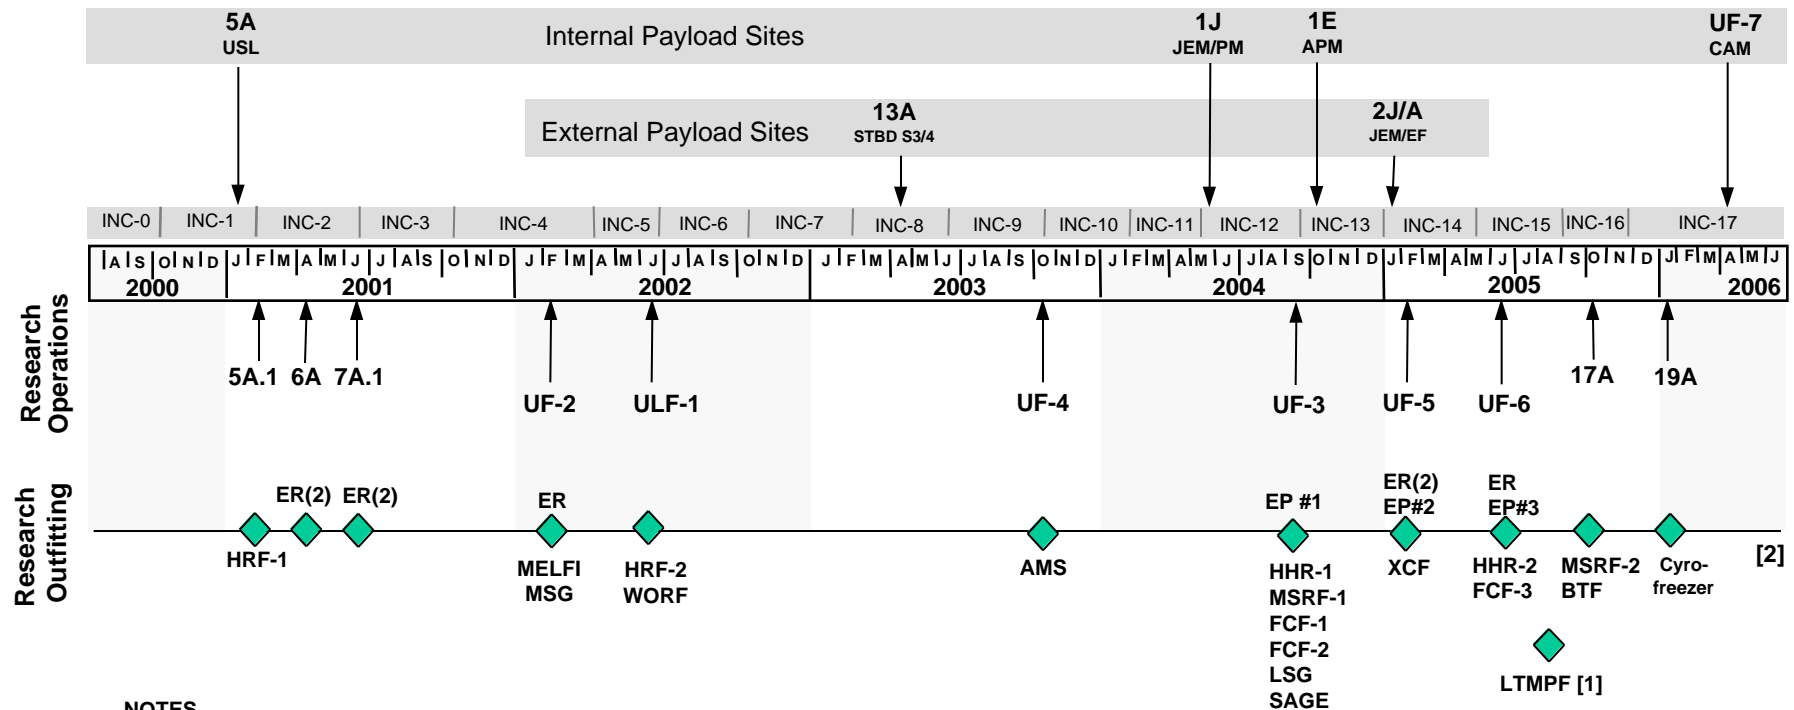 5A
USL
Internal Payload Sites
1J
JEM/PM
1E
APM
UF-7
CAM
External Payload Sites
13A
STBD S3/4
2J/A
JEM/EF
INC-0 INC-1 INC-2 INC-3 INC-4 INC-5 INC-6 INC-7 INC-8 INC-9 INC-10 INC-11 INC-12 INC-13 INC-14 INC-15 INC-16 INC-17
A S O N D J F M A M J J A S O N D J F M A M J J A S O N D J F M A M J J A S O N D J F M A M J J A S O N D J F M A M J J A S O N D J F M A M J
2000 2001 2002 2003 2004 2005 2006
Research
Operations
5A.1 6A 7A.1
UF-2 ULF-1 UF-4 UF-3 UF-5 UF-6
17A 19A
Research
Outfitting
ER(2) ER(2)
HRF-1
ER
MELFI
MSG
HRF-2
WORF
AMS
EP #1
HHR-1
MSRF-1
FCF-1
FCF-2
LSG
SAGE
ER(2)
EP#2
XCF
ER
EP#3
HHR-2
FCF-3
MSRF-2
BTF
Cyro-
freezer
[2]
LTMPF [1]
NOTES